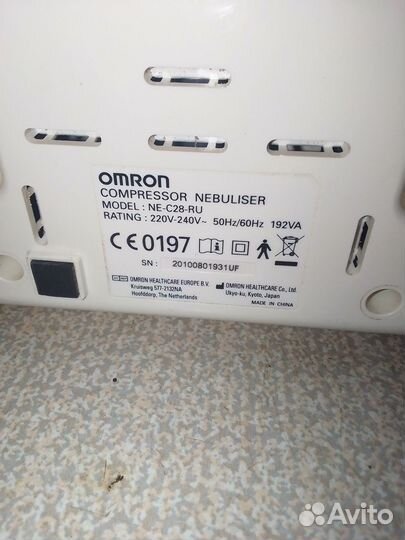 OMRON
COMPRESSOR NEBULISER
MODEL : NE-C28-RU
RATING : 220V-240V~ 50Hz/60Hz 192VA
CE 0197
SN : 20100801931UF
OMRON HEALTHCARE EUROPE B.V.
Kruisweg 577-2132NA
Hoofddorp, The Netherlands
OMRON HEALTHCARE Co., Ltd.
Ukyo-ku, Kyoto, Japan
MADE IN CHINA
Avito